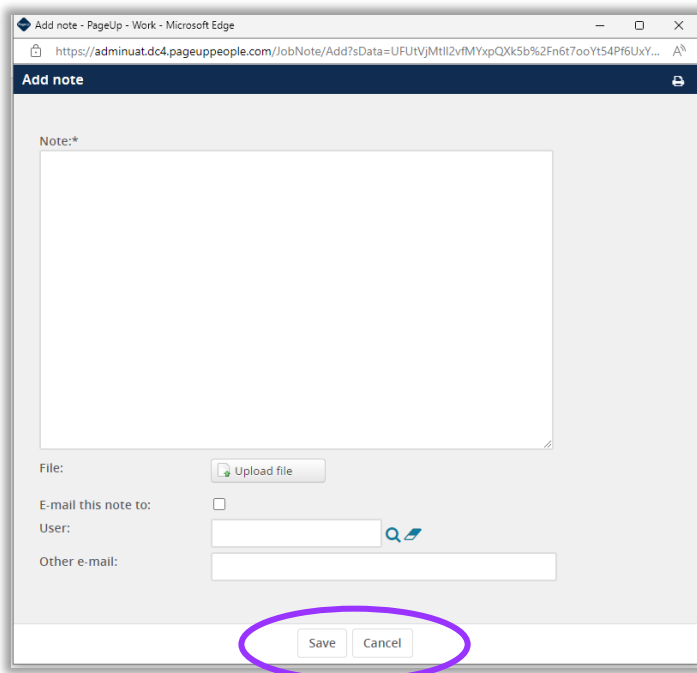 Add note - PageUp - Work - Microsoft Edge
https://adminuat.dc4.pageuppeople.com/JobNote/Add?sData=UFUtVjMtlI2vfMYxpQXk5b%2Fn6t7ooYt54Pf6UxY...
Add note
Note:*
File: Upload file
E-mail this note to:
User:
Other e-mail:
Save Cancel